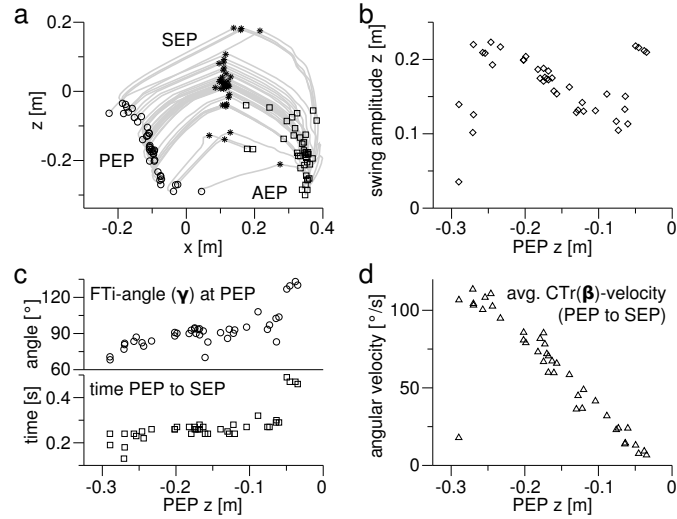 a
b
0.2
0
-0.2
z [m]
SEP
PEP
AEP
-0.2
0
0.2
0.4
x [m]
0.2
0.1
0
swing amplitude z [m]
-0.3
-0.2
-0.1
0
PEP z [m]
c
d
FTi-angle (γ) at PEP
120
90
60
angle [°]
time PEP to SEP
0.4
0.2
time [s]
-0.3
-0.2
-0.1
0
PEP z [m]
avg. CTr(β)-velocity
(PEP to SEP)
100
50
0
angular velocity [°/s]
-0.3
-0.2
-0.1
0
PEP z [m]